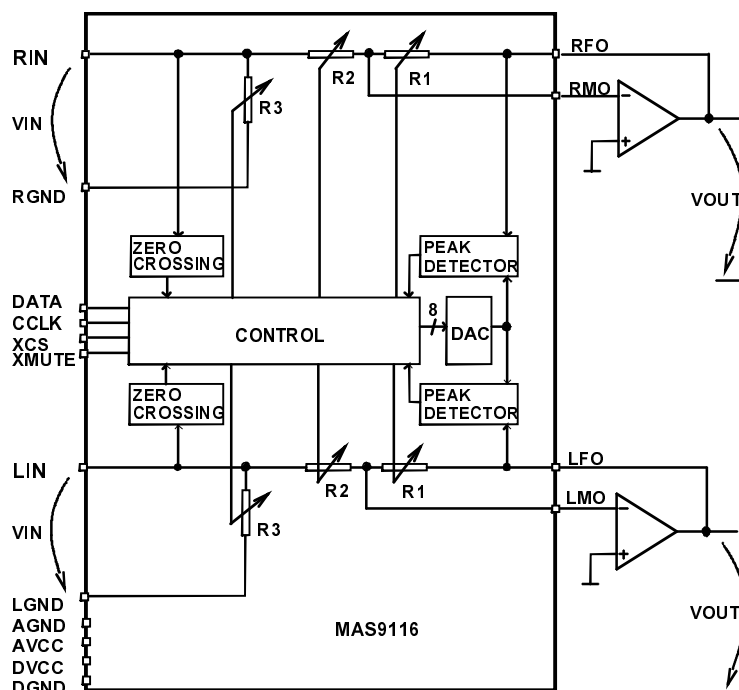 RIN
VIN
RGND
R3
R2
R1
RFO
RMO
VOUT
ZERO
CROSSING
PEAK
DETECTOR
DATA
CCLK
XCS
XMUTE
CONTROL
8
DAC
ZERO
CROSSING
PEAK
DETECTOR
LIN
VIN
R3
R2
R1
LFO
LMO
VOUT
LGND
AGND
AVCC
DVCC
DGND
MAS9116